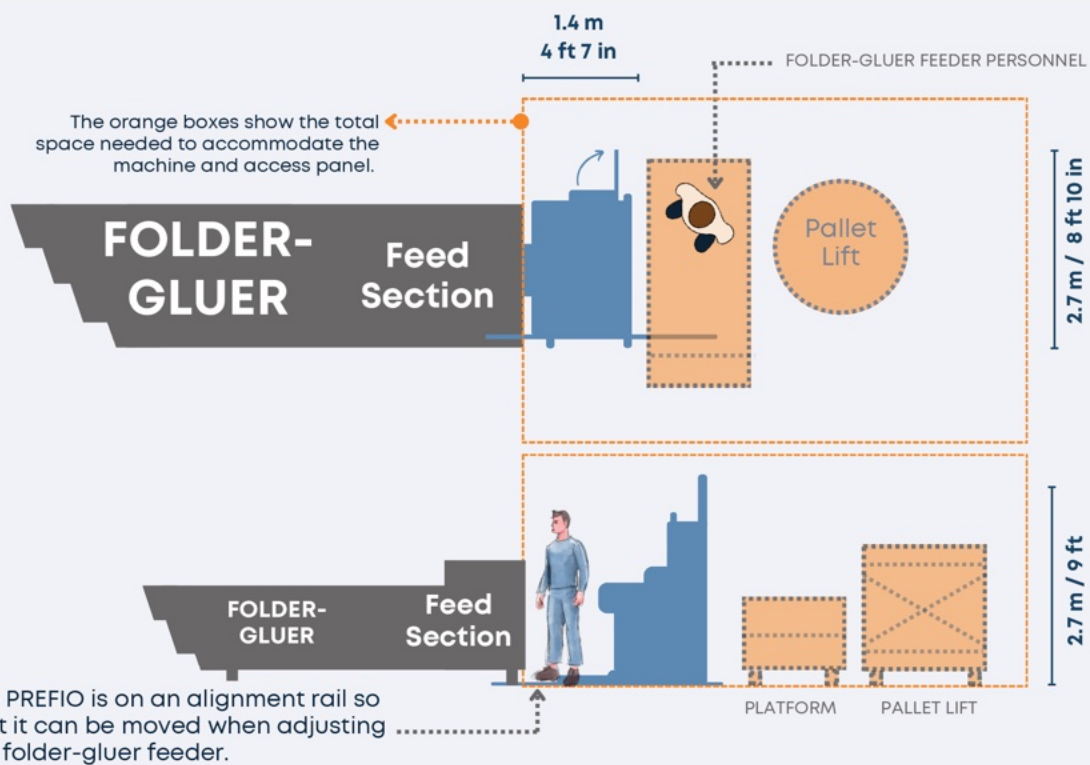 1.4 m
4 ft 7 in
FOLDER-GLUER FEEDER PERSONNEL
The orange boxes show the total
space needed to accommodate the
machine and access panel.
FOLDER-
GLUER
Feed
Section
Pallet
Lift
2.7 m / 8 ft 10 in
FOLDER-
GLUER
Feed
Section
2.7 m / 9 ft
PLATFORM
PALLET LIFT
PREFIO is on an alignment rail so
t it can be moved when adjusting
folder-gluer feeder.